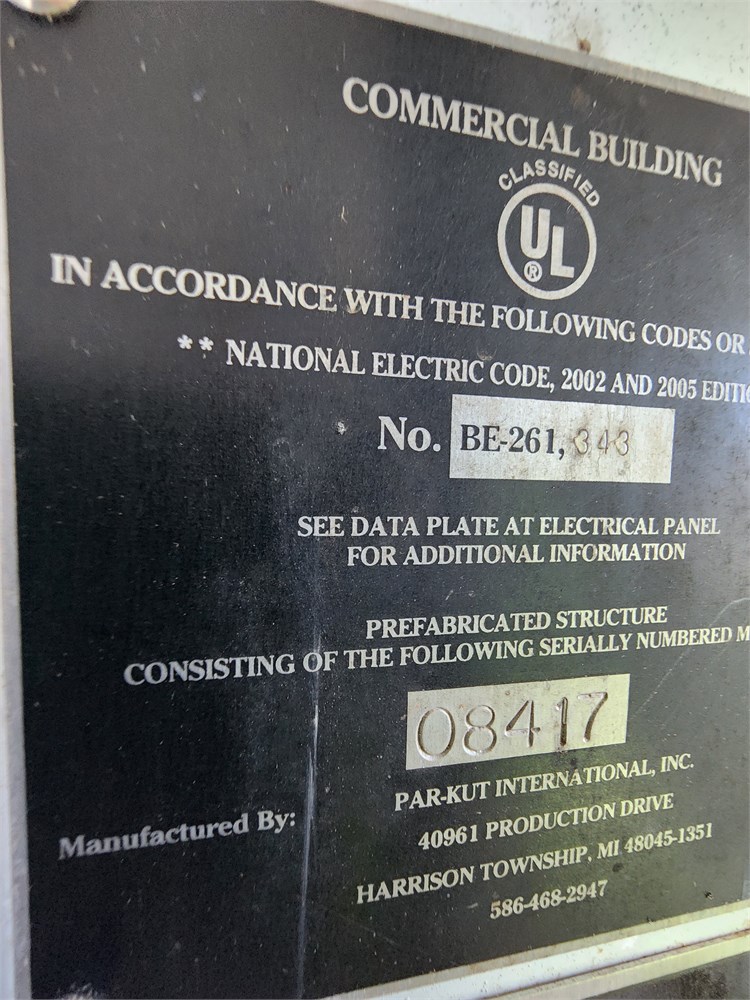 COMMERCIAL BUILDING
CLASSIFIED
UL
®
IN ACCORDANCE WITH THE FOLLOWING CODES OR
** NATIONAL ELECTRIC CODE, 2002 AND 2005 EDITI
No. BE-261,343
SEE DATA PLATE AT ELECTRICAL PANEL
FOR ADDITIONAL INFORMATION
PREFABRICATED STRUCTURE
CONSISTING OF THE FOLLOWING SERIALLY NUMBERED M
08417
Manufactured By:
PAR-KUT INTERNATIONAL, INC.
40961 PRODUCTION DRIVE
HARRISON TOWNSHIP, MI 48045-1351
586-468-2947